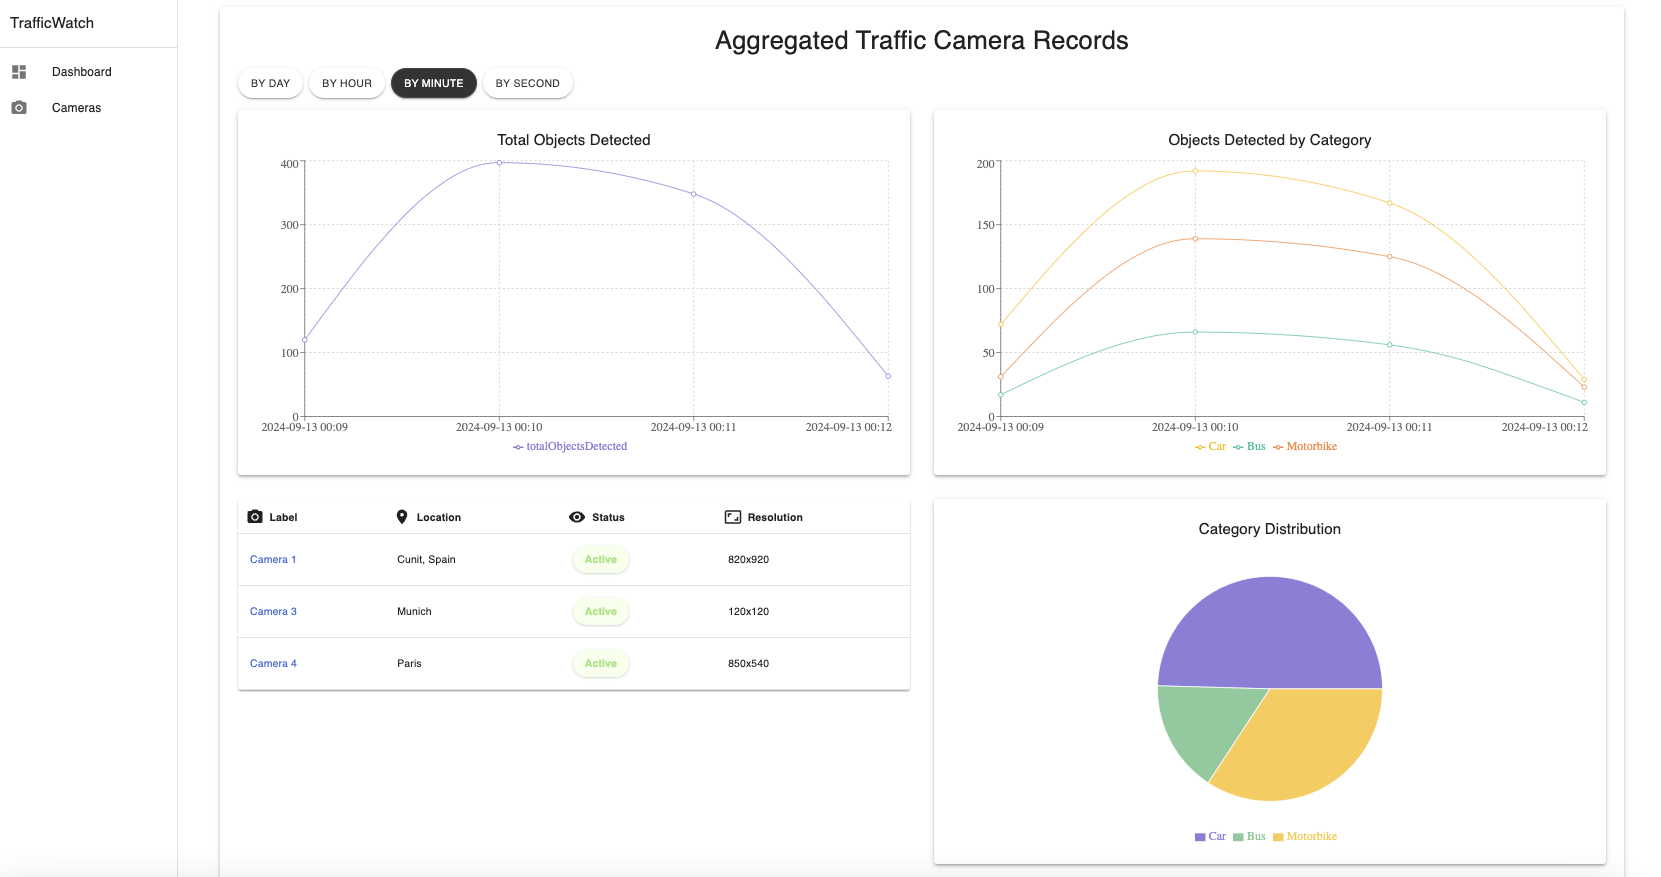 TrafficWatch
Dashboard
Cameras
Aggregated Traffic Camera Records
BY DAY BY HOUR BY MINUTE BY SECOND
Total Objects Detected
400
300
200
100
0
2024-09-13 00:09 2024-09-13 00:10 2024-09-13 00:11 2024-09-13 00:12
totalObjectsDetected
Objects Detected by Category
200
150
100
50
0
2024-09-13 00:09 2024-09-13 00:10 2024-09-13 00:11 2024-09-13 00:12
Car Bus Motorbike
Label Location Status Resolution
Camera 1 Cunit, Spain Active 820x920
Camera 3 Munich Active 120x120
Camera 4 Paris Active 850x540
Category Distribution
Car Bus Motorbike